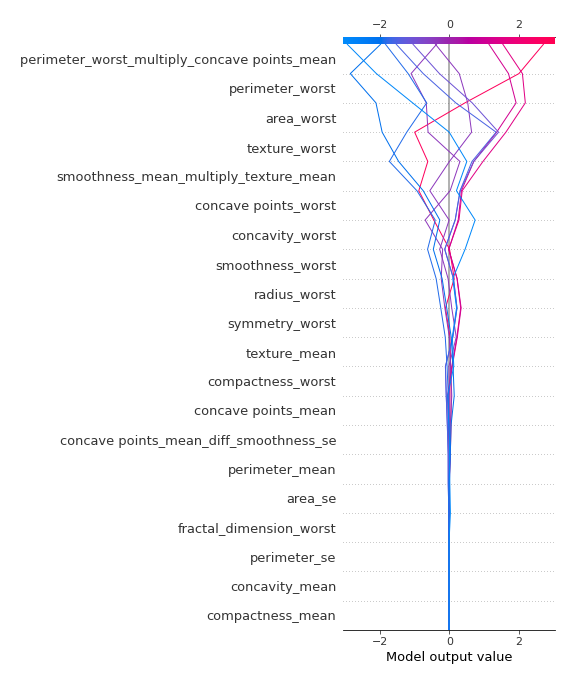 −2 0 2
perimeter_worst_multiply_concave points_mean
perimeter_worst
area_worst
texture_worst
smoothness_mean_multiply_texture_mean
concave points_worst
concavity_worst
smoothness_worst
radius_worst
symmetry_worst
texture_mean
compactness_worst
concave points_mean
concave points_mean_diff_smoothness_se
perimeter_mean
area_se
fractal_dimension_worst
perimeter_se
concavity_mean
compactness_mean
−2 0 2
Model output value